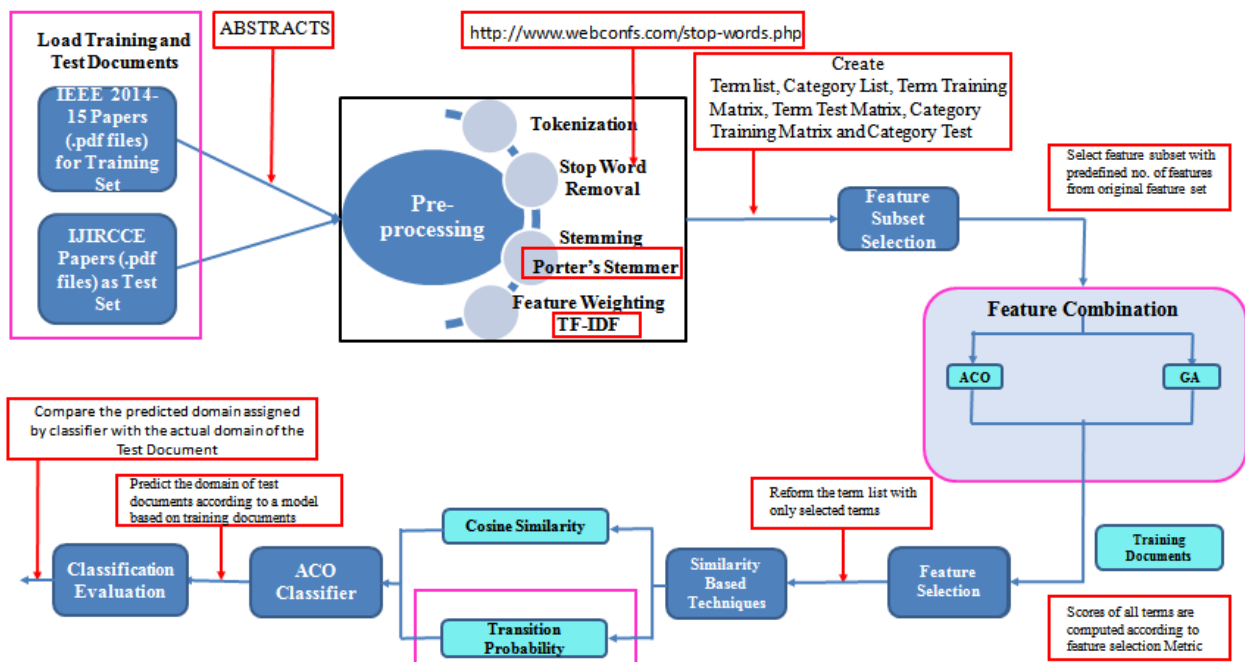 Load Training and
Test Documents
IEEE 2014-
15 Papers
(.pdf files)
for Training
Set
IJIRCCE
Papers (.pdf
files) as Test
Set
ABSTRACTS
http://www.webconfs.com/stop-words.php
Pre-
processing
Tokenization
Stop Word
Removal
Stemming
Porter's Stemmer
Feature Weighting
TF-IDF
Create
Term list, Category List, Term Training
Matrix, Term Test Matrix, Category
Training Matrix and Category Test
Feature
Subset
Selection
Select feature subset with
predefined no. of features
from original feature set
Feature Combination
ACO
GA
Training
Documents
Scores of all terms are
computed according to
feature selection Metric
Feature
Selection
Reform the term list with
only selected terms
Similarity
Based
Techniques
Cosine Similarity
Transition
Probability
ACO
Classifier
Predict the domain of test
documents according to a model
based on training documents
Classification
Evaluation
Compare the predicted domain assigned
by classifier with the actual domain of the
Test Document